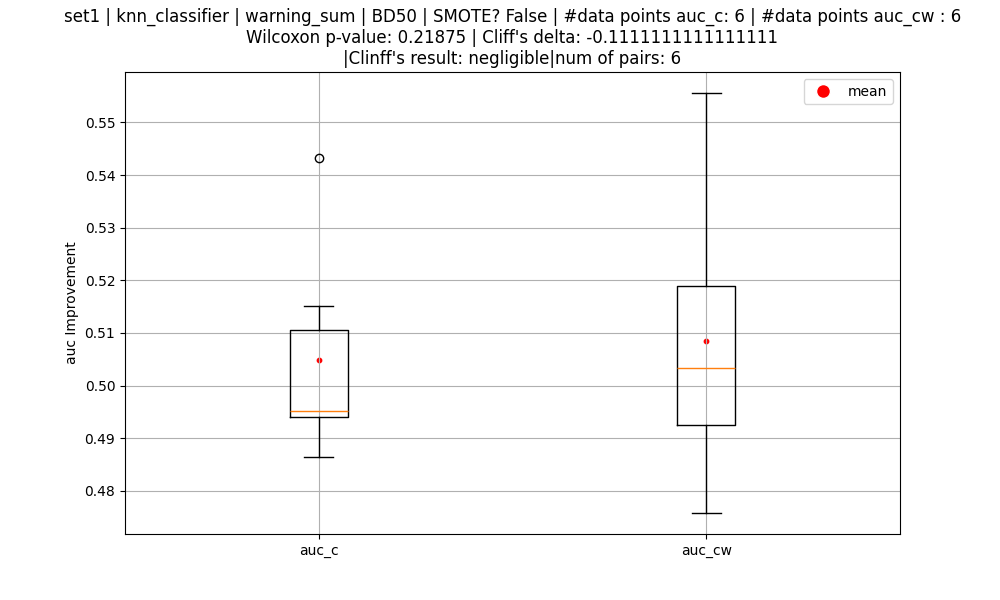 set1 | knn_classifier | warning_sum | BD50 | SMOTE? False | #data points auc_c: 6 | #data points auc_cw : 6
Wilcoxon p-value: 0.21875 | Cliff's delta: -0.1111111111111111
|Clinff's result: negligible|num of pairs: 6
mean
0.55
0.54
0.53
0.52
0.51
0.50
0.49
0.48
auc Improvement
auc_c
auc_cw